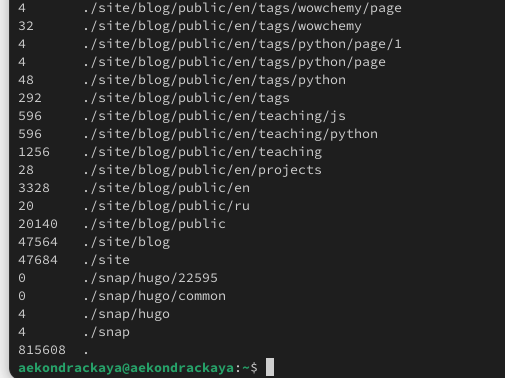 4 ./site/blog/public/en/tags/wowchemy/page
32 ./site/blog/public/en/tags/wowchemy
4 ./site/blog/public/en/tags/python/page/1
4 ./site/blog/public/en/tags/python/page
48 ./site/blog/public/en/tags/python
292 ./site/blog/public/en/tags
596 ./site/blog/public/en/teaching/js
596 ./site/blog/public/en/teaching/python
1256 ./site/blog/public/en/teaching
28 ./site/blog/public/en/projects
3328 ./site/blog/public/en
20 ./site/blog/public/ru
20140 ./site/blog/public
47564 ./site/blog
47684 ./site
0 ./snap/hugo/22595
0 ./snap/hugo/common
4 ./snap/hugo
4 ./snap
815608 .
aekondrackaya@aekondrackaya:~$